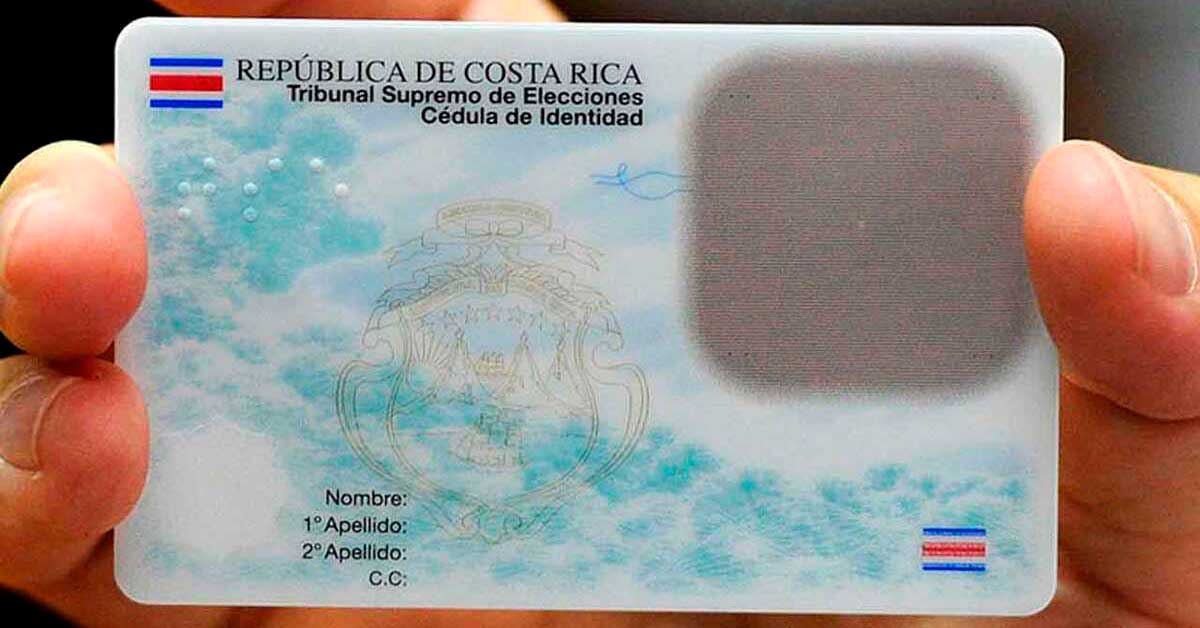 REPÚBLICA DE COSTA RICA
Tribunal Supremo de Elecciones
Cédula de Identidad
Nombre:
1° Apellido:
2° Apellido:
C.C: